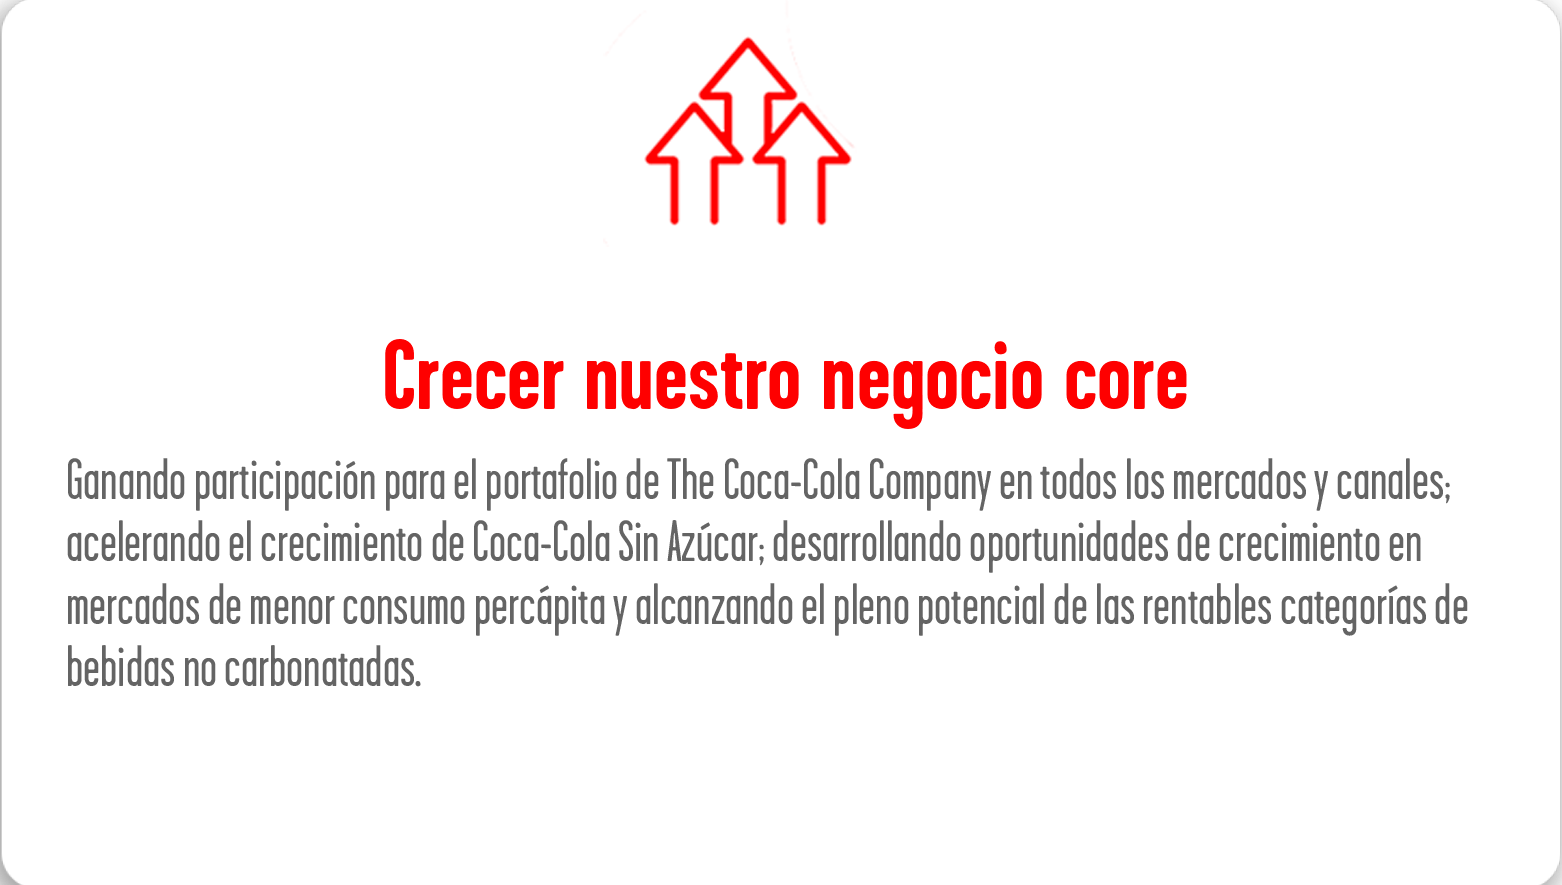 Crecer nuestro negocio core
Ganando participación para el portafolio de The Coca-Cola Company en todos los mercados y canales;
acelerando el crecimiento de Coca-Cola Sin Azúcar; desarrollando oportunidades de crecimiento en
mercados de menor consumo percápita y alcanzando el pleno potencial de las rentables categorías de
bebidas no carbonatadas.